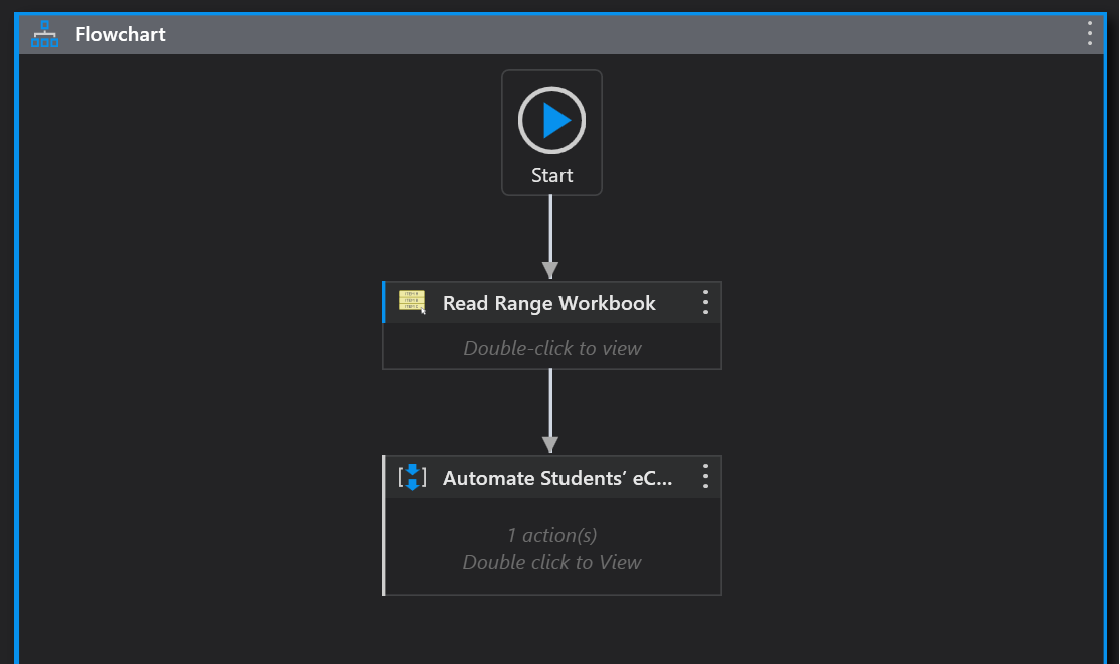 Flowchart
Start
Read Range Workbook
Double-click to view
Automate Students’ eC...
1 action(s)
Double click to View